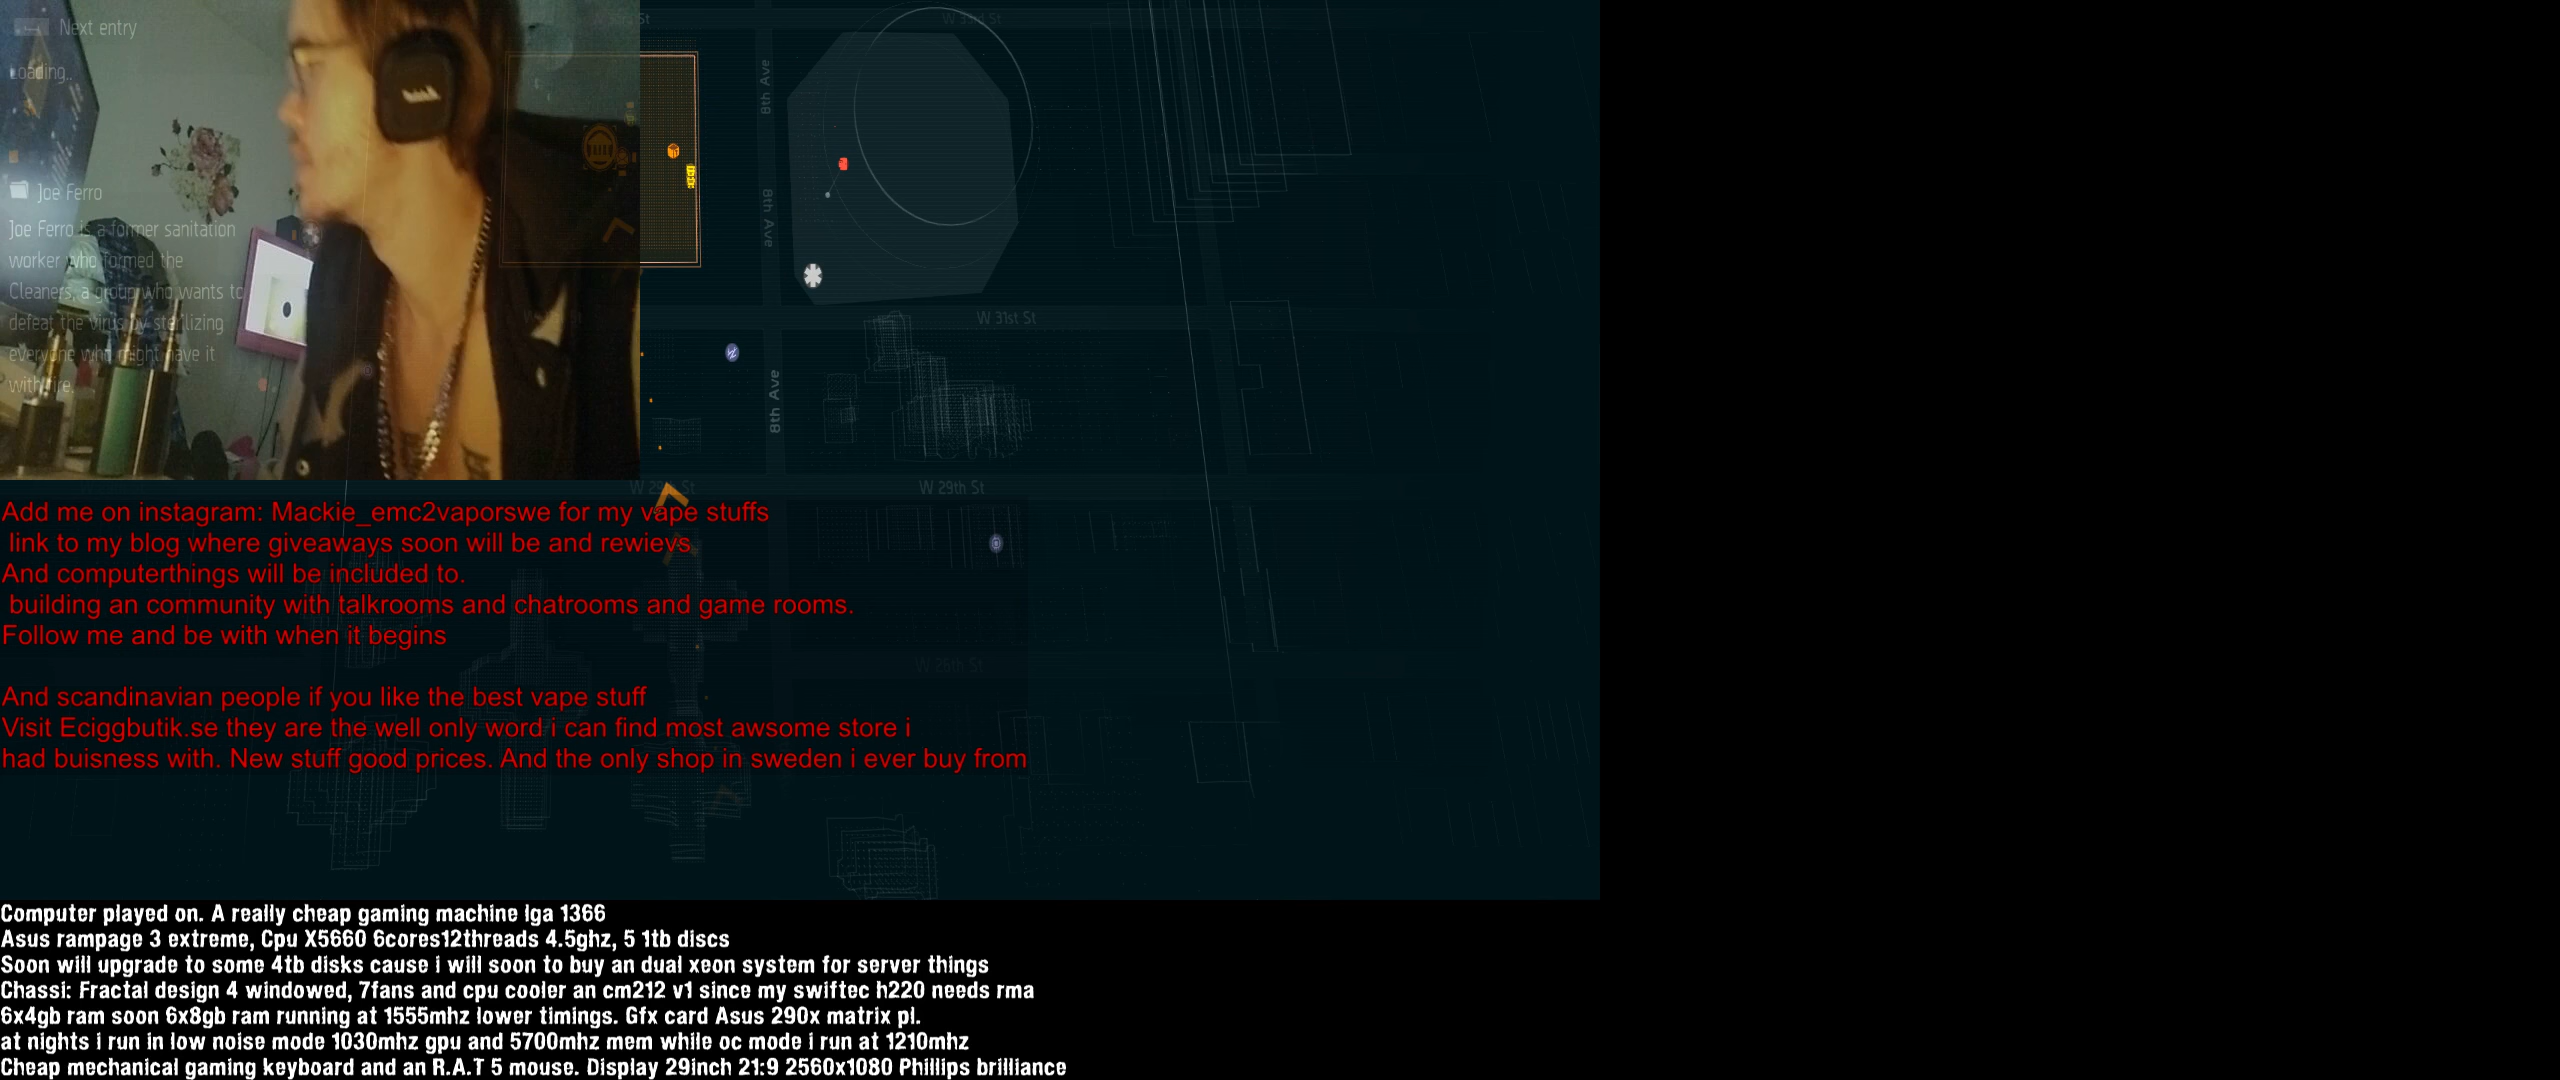 Next entry
Loading..
Joe Ferro
Joe Ferro is a former sanitation
worker who formed the
Cleaners, a group who wants to
defeat the virus by sterilizing
everyone who might have it
with fire.
W 33rd St
W 33rd St
8th Ave
8th Ave
W 31st St
8th Ave
W 29th St
W 29th St
W 26th St
Add me on instagram: Mackie_emc2vaporswe for my vape stuffs
link to my blog where giveaways soon will be and rewievs
And computerthings will be included to.
building an community with talkrooms and chatrooms and game rooms.
Follow me and be with when it begins
And scandinavian people if you like the best vape stuff
Visit Eciggbutik.se they are the well only word i can find most awsome store i
had buisness with. New stuff good prices. And the only shop in sweden i ever buy from
Computer played on. A really cheap gaming machine lga 1366
Asus rampage 3 extreme, Cpu X5660 6cores12threads 4.5ghz, 5 1tb discs
Soon will upgrade to some 4tb disks cause i will soon to buy an dual xeon system for server things
Chassi: Fractal design 4 windowed, 7fans and cpu cooler an cm212 v1 since my swiftec h220 needs rma
6x4gb ram soon 6x8gb ram running at 1555mhz lower timings. Gfx card Asus 290x matrix pl.
at nights i run in low noise mode 1030mhz gpu and 5700mhz mem while oc mode i run at 1210mhz
Cheap mechanical gaming keyboard and an R.A.T 5 mouse. Display 29inch 21:9 2560x1080 Phillips brilliance